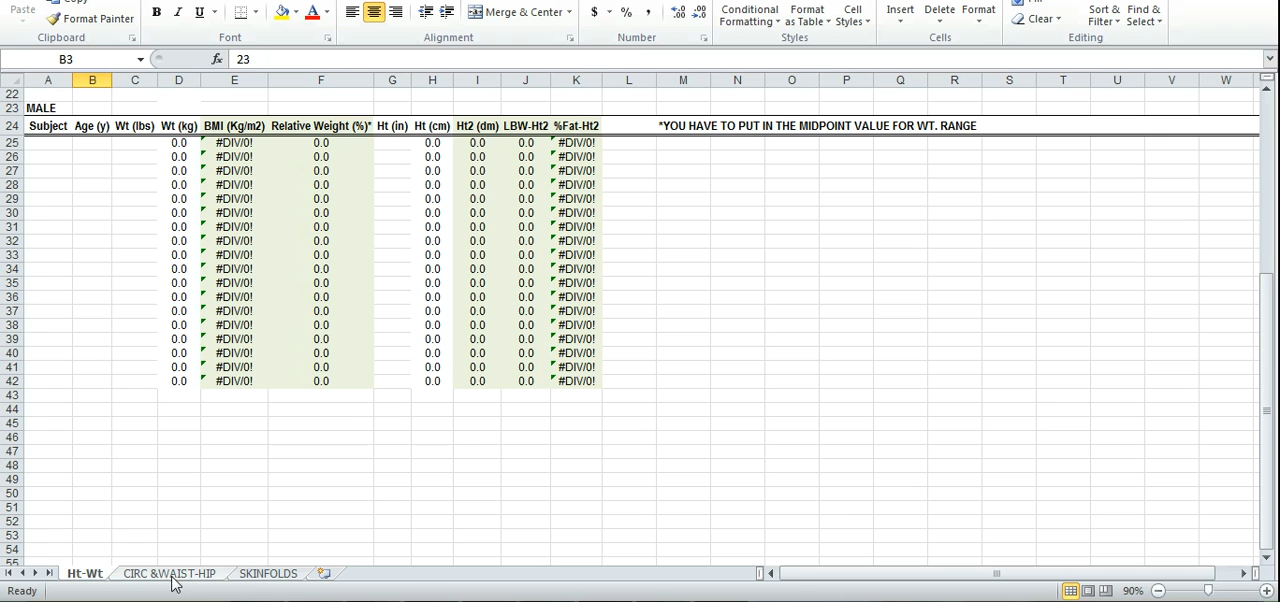 Paste Copy Format Painter B I U A Merge & Center $ % , .0 .00 .00 .0 Conditional Formatting Format as Table Cell Styles Insert Delete Format Fill Clear Sort & Filter Find & Select
Clipboard Font Alignment Number Styles Cells Editing
B3 fx 23
A B C D E F G H I J K L M N O P Q R S T U V W
22
23 MALE
24 Subject Age (y) Wt (lbs) Wt (kg) BMI (Kg/m2) Relative Weight (%)* Ht (in) Ht (cm) Ht2 (dm) LBW-Ht2 %Fat-Ht2 *YOU HAVE TO PUT IN THE MIDPOINT VALUE FOR WT. RANGE
25 0.0 #DIV/0! 0.0 0.0 0.0 0.0 #DIV/0!
26 0.0 #DIV/0! 0.0 0.0 0.0 0.0 #DIV/0!
27 0.0 #DIV/0! 0.0 0.0 0.0 0.0 #DIV/0!
28 0.0 #DIV/0! 0.0 0.0 0.0 0.0 #DIV/0!
29 0.0 #DIV/0! 0.0 0.0 0.0 0.0 #DIV/0!
30 0.0 #DIV/0! 0.0 0.0 0.0 0.0 #DIV/0!
31 0.0 #DIV/0! 0.0 0.0 0.0 0.0 #DIV/0!
32 0.0 #DIV/0! 0.0 0.0 0.0 0.0 #DIV/0!
33 0.0 #DIV/0! 0.0 0.0 0.0 0.0 #DIV/0!
34 0.0 #DIV/0! 0.0 0.0 0.0 0.0 #DIV/0!
35 0.0 #DIV/0! 0.0 0.0 0.0 0.0 #DIV/0!
36 0.0 #DIV/0! 0.0 0.0 0.0 0.0 #DIV/0!
37 0.0 #DIV/0! 0.0 0.0 0.0 0.0 #DIV/0!
38 0.0 #DIV/0! 0.0 0.0 0.0 0.0 #DIV/0!
39 0.0 #DIV/0! 0.0 0.0 0.0 0.0 #DIV/0!
40 0.0 #DIV/0! 0.0 0.0 0.0 0.0 #DIV/0!
41 0.0 #DIV/0! 0.0 0.0 0.0 0.0 #DIV/0!
42 0.0 #DIV/0! 0.0 0.0 0.0 0.0 #DIV/0!
43
44
45
46
47
48
49
50
51
52
53
54
55
Ht-Wt CIRC &WAIST-HIP SKINFOLDS
Ready 90%